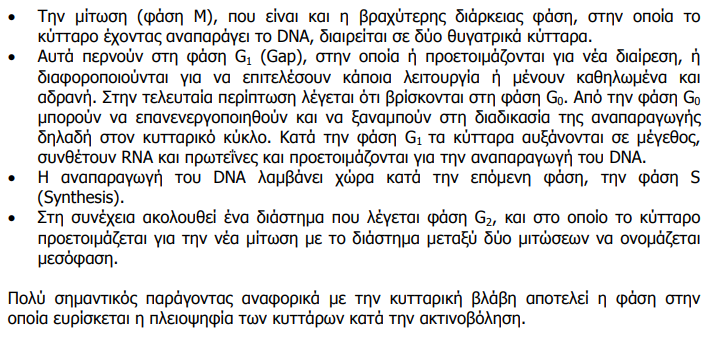 • Την μίτωση (φάση Μ), που είναι και η βραχύτερης διάρκειας φάση, στην οποία το
κύτταρο έχοντας αναπαράγει το DNA, διαιρείται σε δύο θυγατρικά κύτταρα.
• Αυτά περνούν στη φάση G₁ (Gap), στην οποία ή προετοιμάζονται για νέα διαίρεση, ή
διαφοροποιούνται για να επιτελέσουν κάποια λειτουργία ή μένουν καθηλωμένα και
αδρανή. Στην τελευταία περίπτωση λέγεται ότι βρίσκονται στη φάση G₀. Από την φάση G₀
μπορούν να επανενεργοποιηθούν και να ξαναμπούν στη διαδικασία της αναπαραγωγής
δηλαδή στον κυτταρικό κύκλο. Κατά την φάση G₁ τα κύτταρα αυξάνονται σε μέγεθος,
συνθέτουν RNA και πρωτεΐνες και προετοιμάζονται για την αναπαραγωγή του DNA.
• Η αναπαραγωγή του DNA λαμβάνει χώρα κατά την επόμενη φάση, την φάση S
(Synthesis).
• Στη συνέχεια ακολουθεί ένα διάστημα που λέγεται φάση G₂, και στο οποίο το κύτταρο
προετοιμάζεται για την νέα μίτωση με το διάστημα μεταξύ δύο μιτώσεων να ονομάζεται
μεσόφαση.
Πολύ σημαντικός παράγοντας αναφορικά με την κυτταρική βλάβη αποτελεί η φάση στην
οποία ευρίσκεται η πλειοψηφία των κυττάρων κατά την ακτινοβόληση.